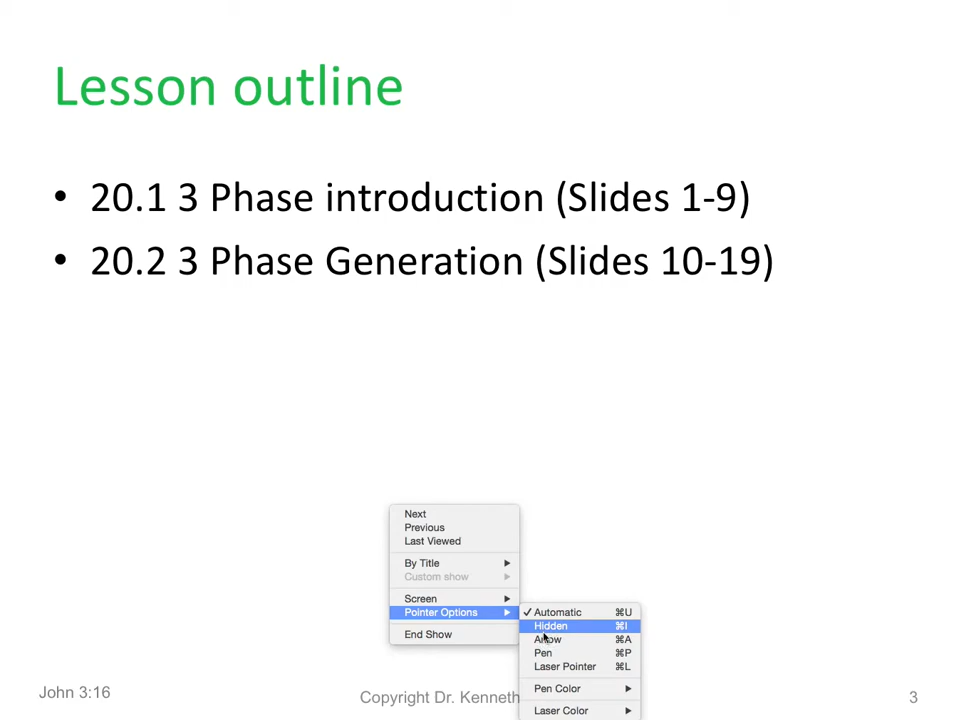 Lesson outline
• 20.1 3 Phase introduction (Slides 1-9)
• 20.2 3 Phase Generation (Slides 10-19)
Next
Previous
Last Viewed
By Title
Custom show
Screen
Pointer Options
End Show
✓ Automatic ⌘U
Hidden ⌘I
Arrow ⌘A
Pen ⌘P
Laser Pointer ⌘L
Pen Color
Laser Color
John 3:16
Copyright Dr. Kenneth
3